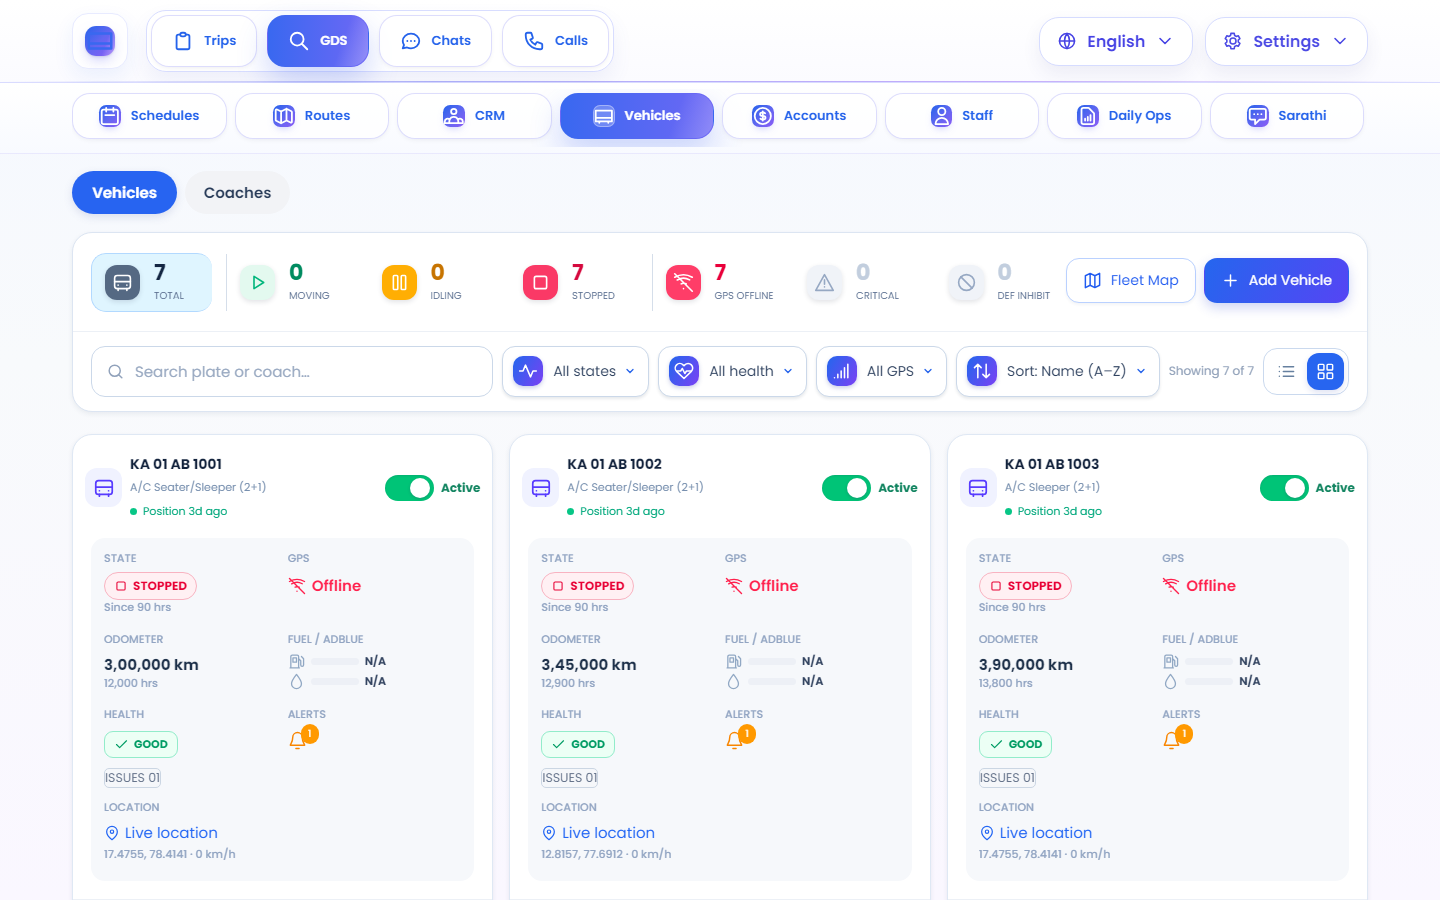 Trips
GDS
Chats
Calls
English
Settings
Schedules
Routes
CRM
Vehicles
Accounts
Staff
Daily Ops
Sarathi
Vehicles
Coaches
7
TOTAL
0
MOVING
0
IDLING
7
STOPPED
7
GPS OFFLINE
0
CRITICAL
0
DEF INHIBIT
Fleet Map
Add Vehicle
Search plate or coach...
All states
All health
All GPS
Sort: Name (A–Z)
Showing 7 of 7
KA 01 AB 1001
A/C Seater/Sleeper (2+1)
Position 3d ago
Active
STATE
GPS
STOPPED
Offline
Since 90 hrs
ODOMETER
FUEL / ADBLUE
3,00,000 km
N/A
12,000 hrs
N/A
HEALTH
ALERTS
GOOD
1
ISSUES 01
LOCATION
Live location
17.4755, 78.4141 · 0 km/h
KA 01 AB 1002
A/C Seater/Sleeper (2+1)
Position 3d ago
Active
STATE
GPS
STOPPED
Offline
Since 90 hrs
ODOMETER
FUEL / ADBLUE
3,45,000 km
N/A
12,900 hrs
N/A
HEALTH
ALERTS
GOOD
1
ISSUES 01
LOCATION
Live location
12.8157, 77.6912 · 0 km/h
KA 01 AB 1003
A/C Sleeper (2+1)
Position 3d ago
Active
STATE
GPS
STOPPED
Offline
Since 90 hrs
ODOMETER
FUEL / ADBLUE
3,90,000 km
N/A
13,800 hrs
N/A
HEALTH
ALERTS
GOOD
1
ISSUES 01
LOCATION
Live location
17.4755, 78.4141 · 0 km/h